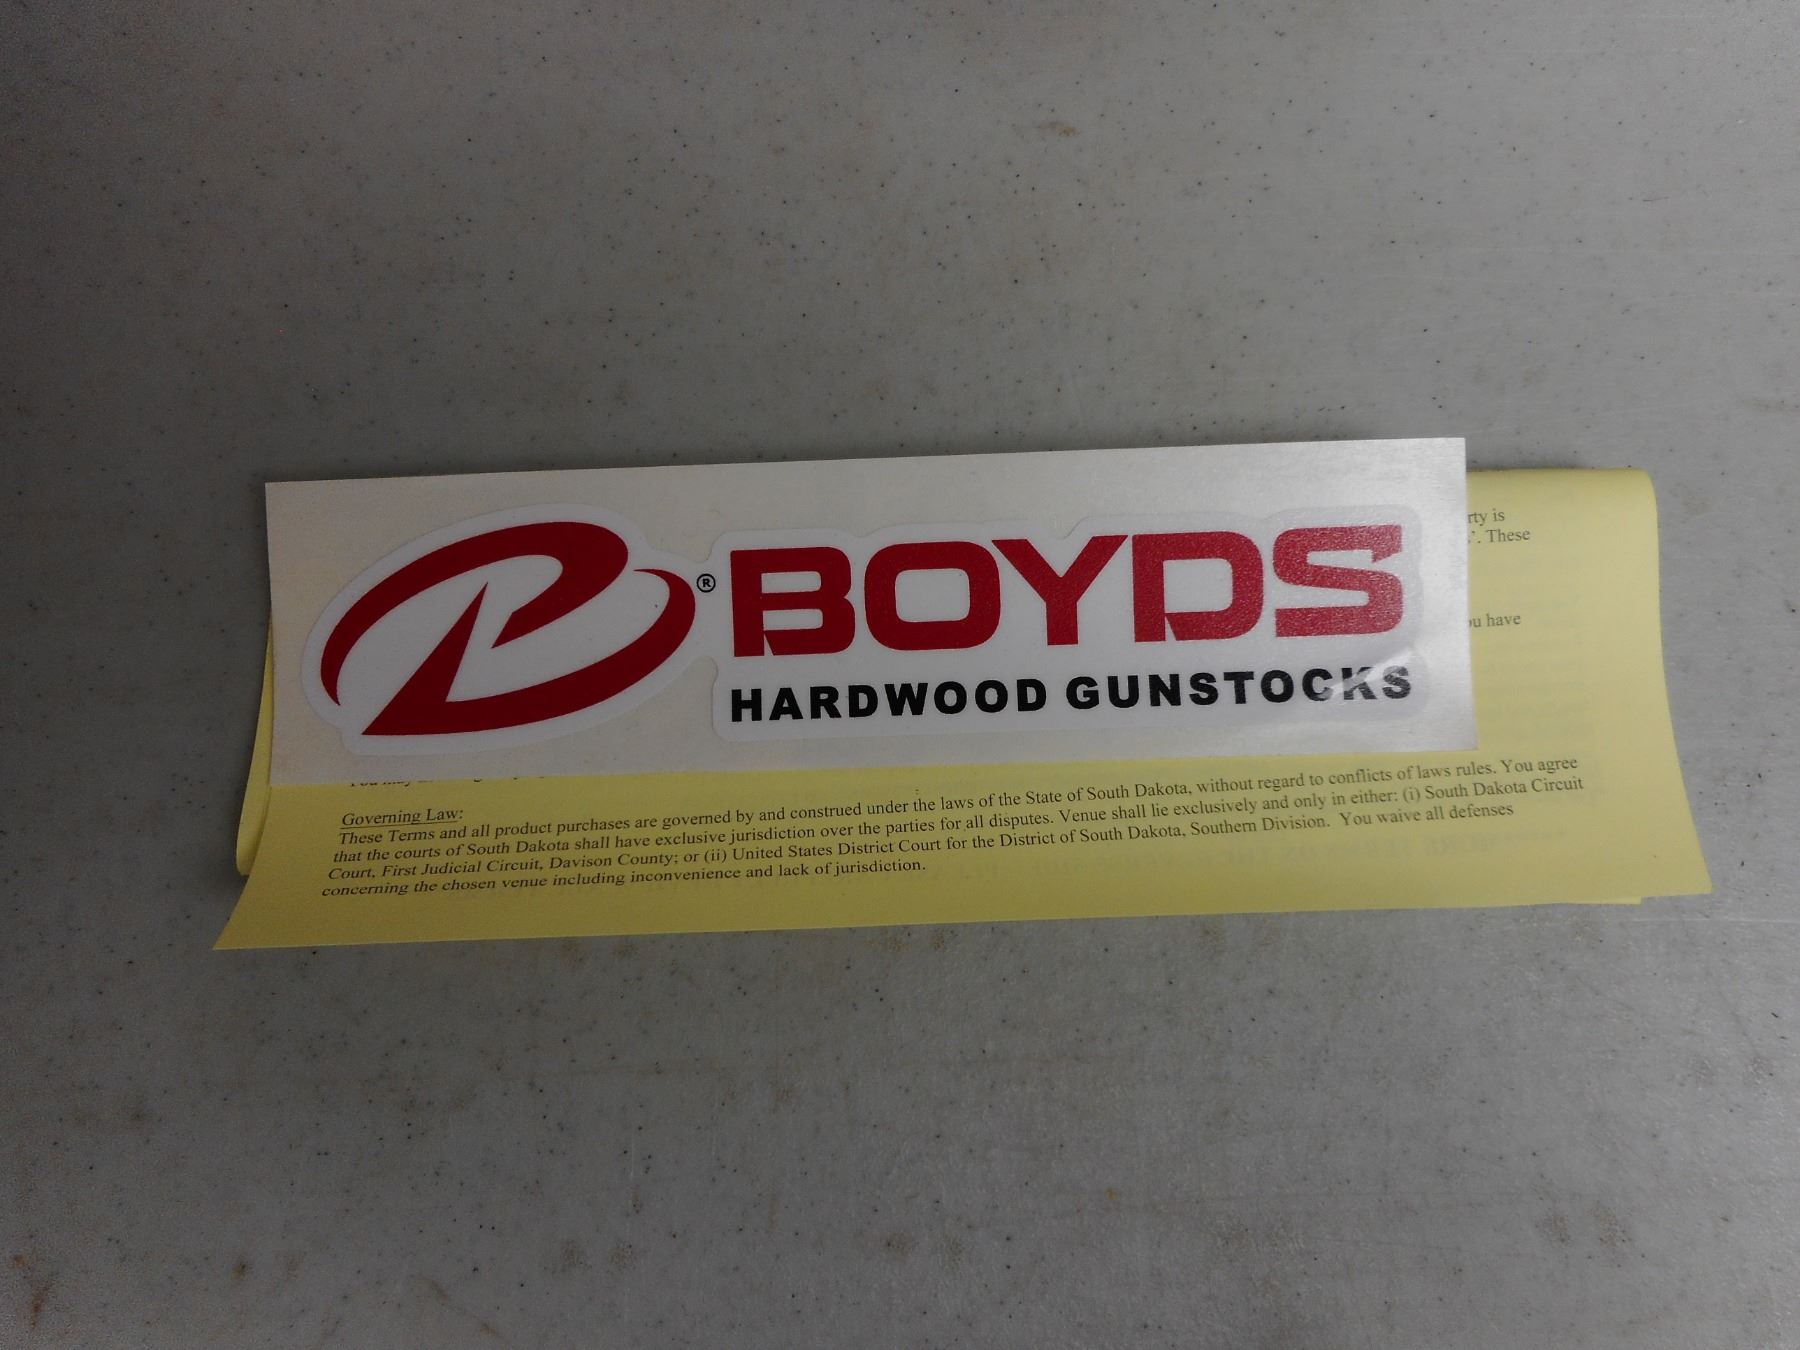 ® BOYDS
HARDWOOD GUNSTOCKS
is
These
have
Governing Law:
These Terms and all product purchases are governed by and construed under the laws of the State of South Dakota, without regard to conflicts of laws rules. You agree
that the courts of South Dakota shall have exclusive jurisdiction over the parties for all disputes. Venue shall lie exclusively and only in either: (i) South Dakota Circuit
Court, First Judicial Circuit, Davison County; or (ii) United States District Court for the District of South Dakota, Southern Division. You waive all defenses
concerning the chosen venue including inconvenience and lack of jurisdiction.